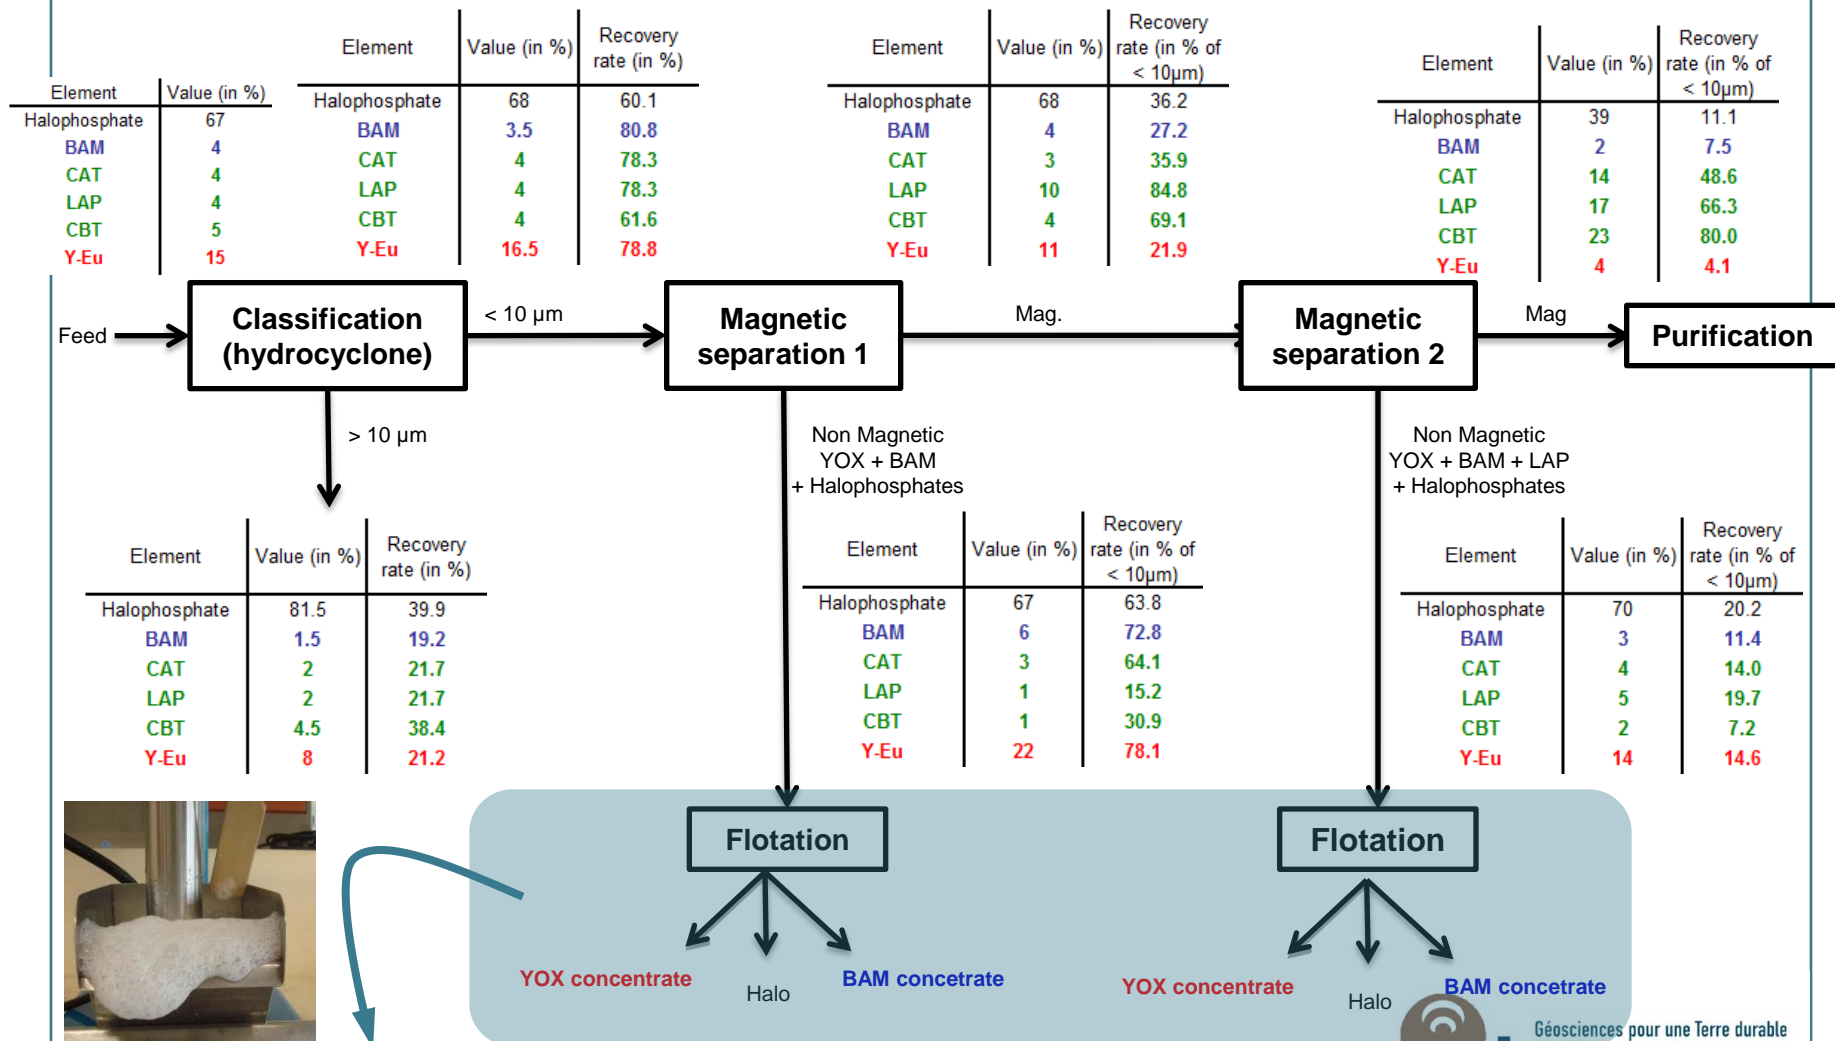 Element Value (in %)
Halophosphate 67
BAM 4
CAT 4
LAP 4
CBT 5
Y-Eu 15
Element Value (in %) Recovery rate (in %)
Halophosphate 68 60.1
BAM 3.5 80.8
CAT 4 78.3
LAP 4 78.3
CBT 4 61.6
Y-Eu 16.5 78.8
Element Value (in %) Recovery rate (in % of < 10µm)
Halophosphate 68 36.2
BAM 4 27.2
CAT 3 35.9
LAP 10 84.8
CBT 4 69.1
Y-Eu 11 21.9
Element Value (in %) Recovery rate (in % of < 10µm)
Halophosphate 39 11.1
BAM 2 7.5
CAT 14 48.6
LAP 17 66.3
CBT 23 80.0
Y-Eu 4 4.1
Feed
Classification
(hydrocyclone)
< 10 µm
Magnetic
separation 1
Mag.
Magnetic
separation 2
Mag
Purification
> 10 µm
Non Magnetic
YOX + BAM
+ Halophosphates
Non Magnetic
YOX + BAM + LAP
+ Halophosphates
Element Value (in %) Recovery rate (in %)
Halophosphate 81.5 39.9
BAM 1.5 19.2
CAT 2 21.7
LAP 2 21.7
CBT 4.5 38.4
Y-Eu 8 21.2
Element Value (in %) Recovery rate (in % of < 10µm)
Halophosphate 67 63.8
BAM 6 72.8
CAT 3 64.1
LAP 1 15.2
CBT 1 30.9
Y-Eu 22 78.1
Element Value (in %) Recovery rate (in % of < 10µm)
Halophosphate 70 20.2
BAM 3 11.4
CAT 4 14.0
LAP 5 19.7
CBT 2 7.2
Y-Eu 14 14.6
Flotation
YOX concentrate
Halo
BAM concetrate
Flotation
YOX concentrate
Halo
BAM concetrate
Géosciences pour une Terre durable